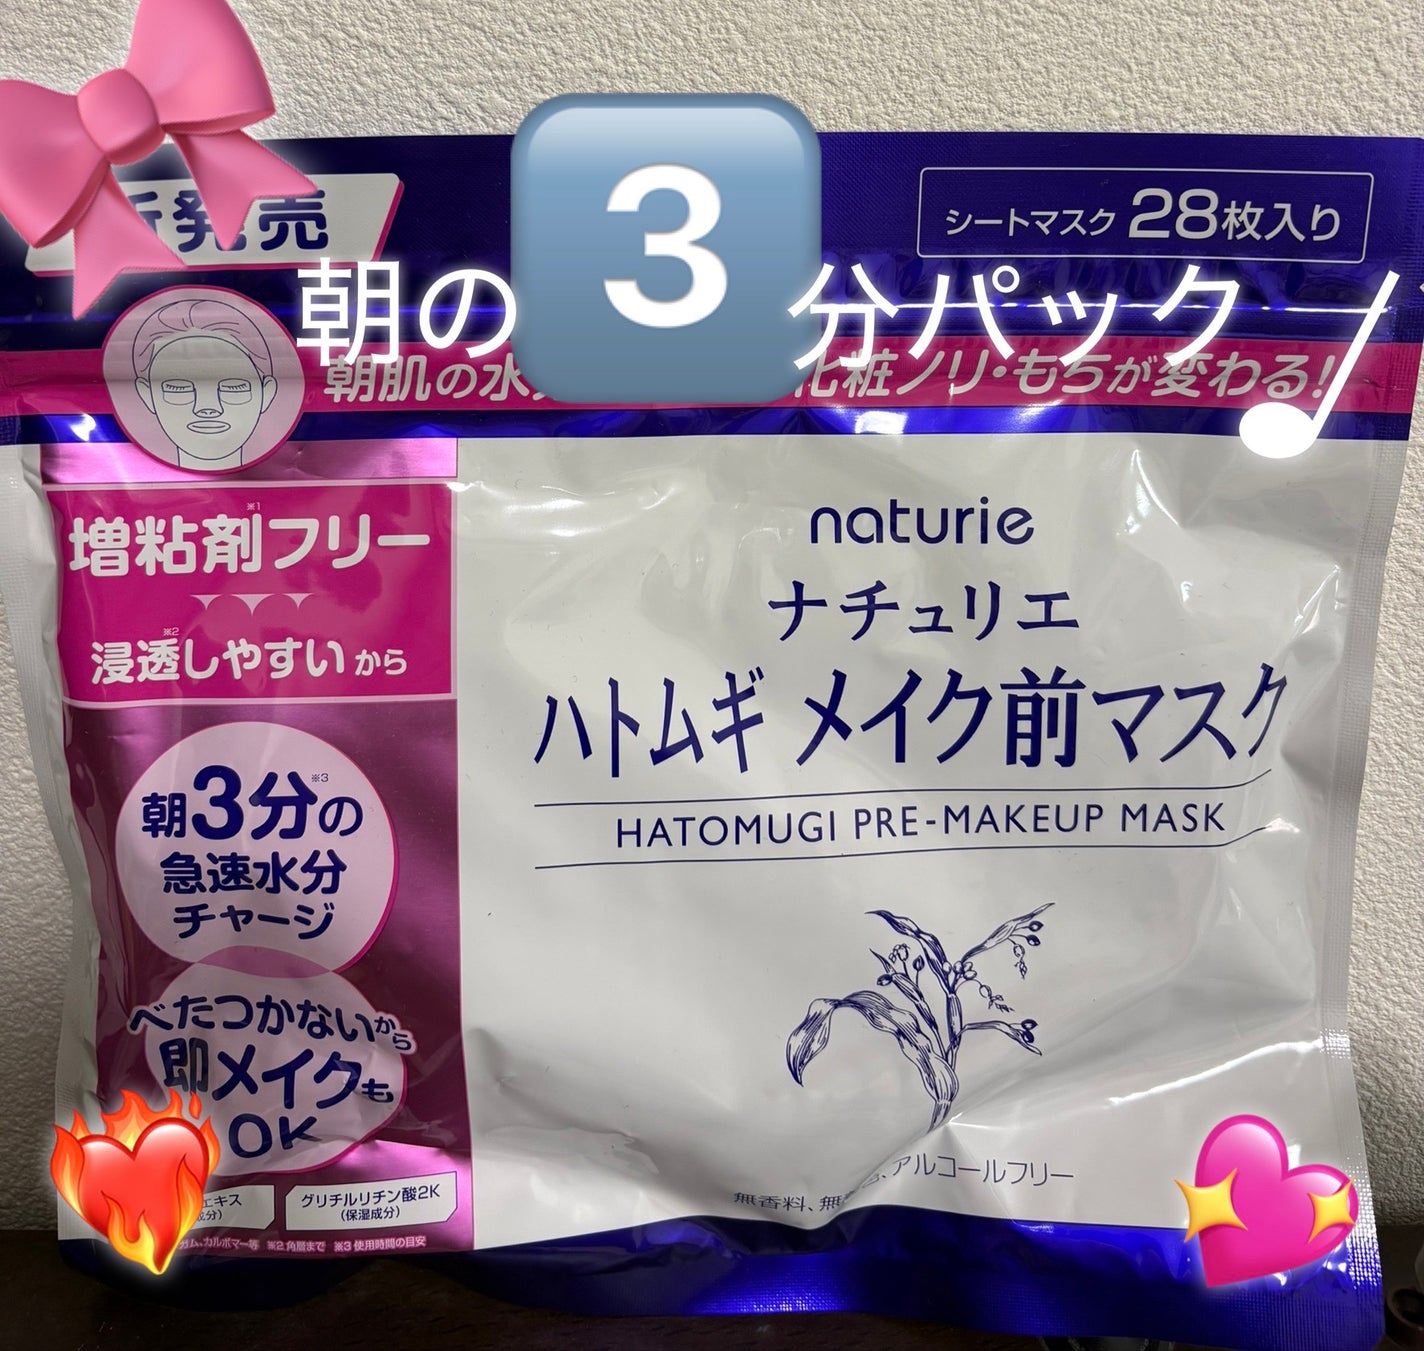 発売
シートマスク 28枚入り
朝の3分パック♩
朝肌の水
化粧ノリ・もちが変わる!
増粘剤※1フリー
浸透※2しやすいから
朝3分※3の
急速水分
チャージ
べたつかないから
即メイクも
OK
エキス
グリチルリチン酸2K
(保湿成分)
カルボマー等 ※2 角層まで ※3 使用時間の目安
naturie
ナチュリエ
ハトムギ メイク前マスク
HATOMUGI PRE-MAKEUP MASK
無香料、無 アルコールフリー